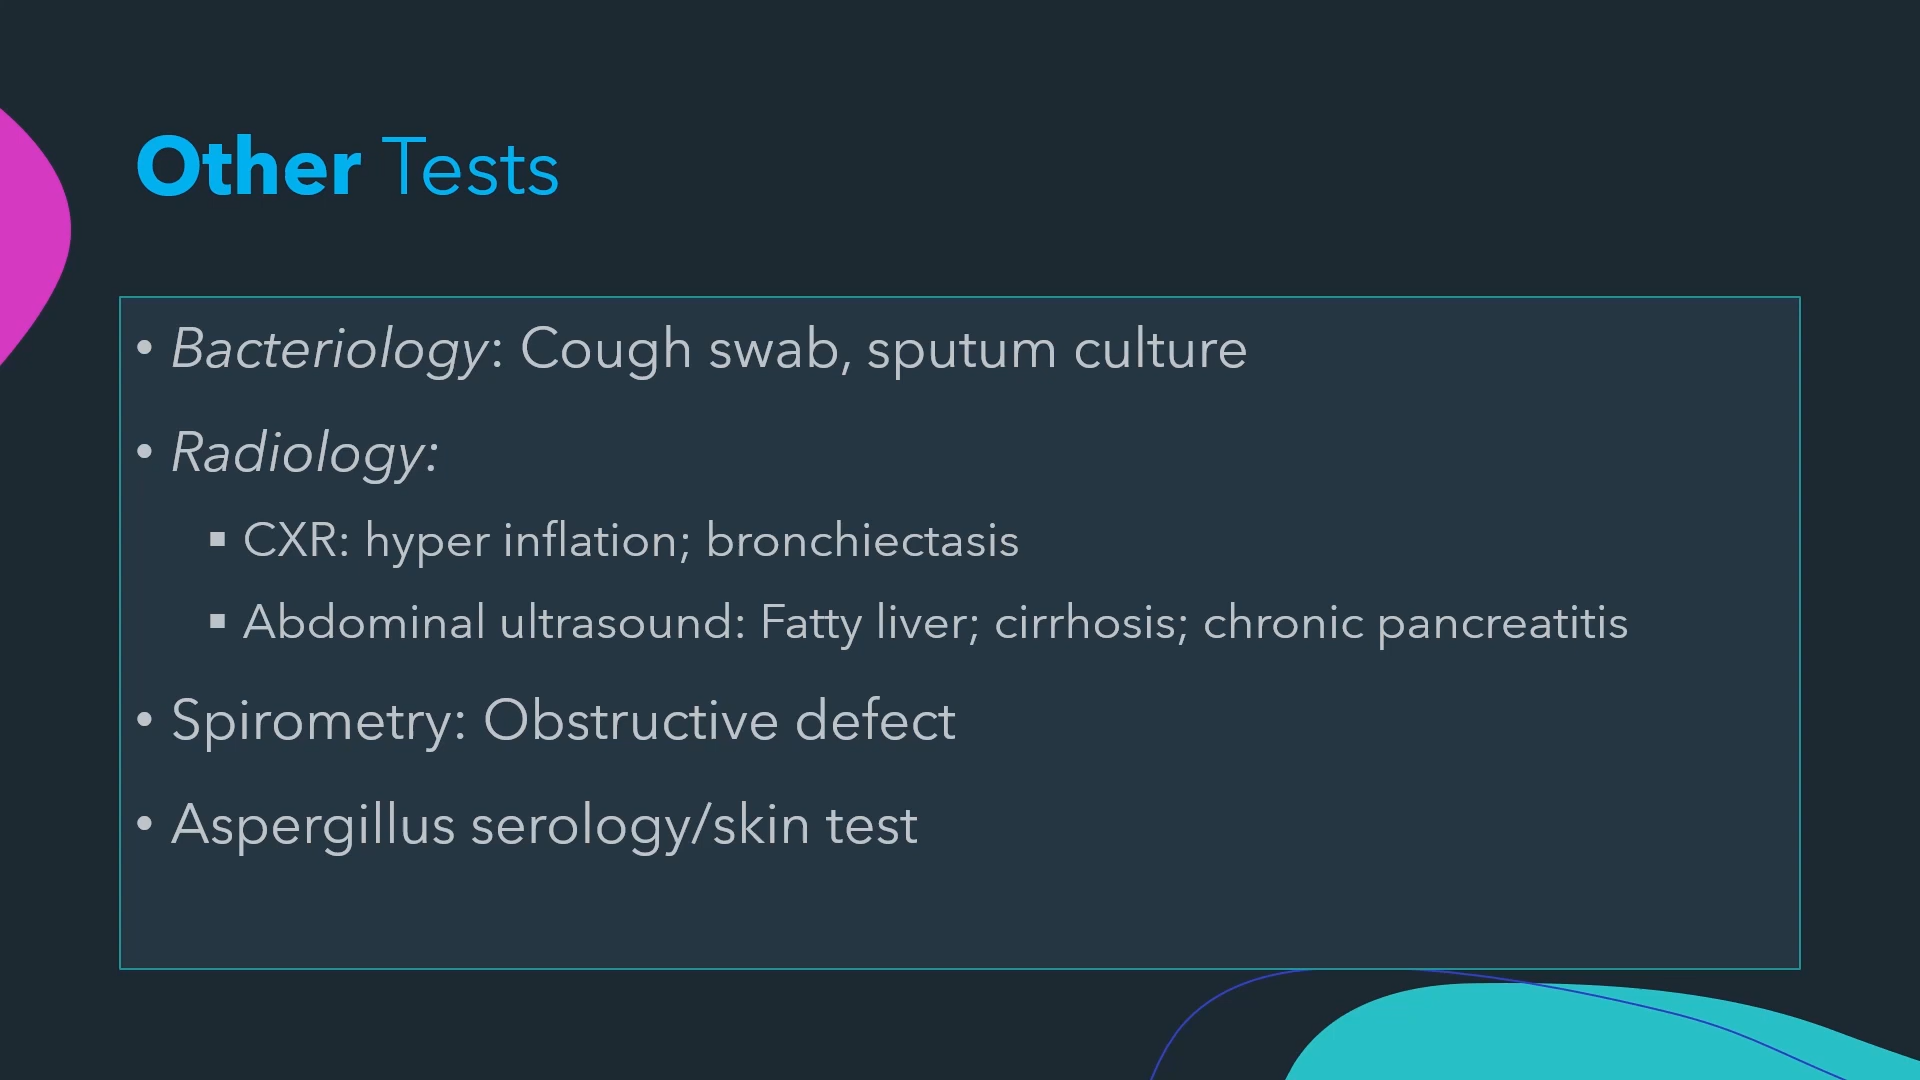 Other Tests
• Bacteriology: Cough swab, sputum culture
• Radiology:
▪ CXR: hyper inflation; bronchiectasis
▪ Abdominal ultrasound: Fatty liver; cirrhosis; chronic pancreatitis
• Spirometry: Obstructive defect
• Aspergillus serology/skin test